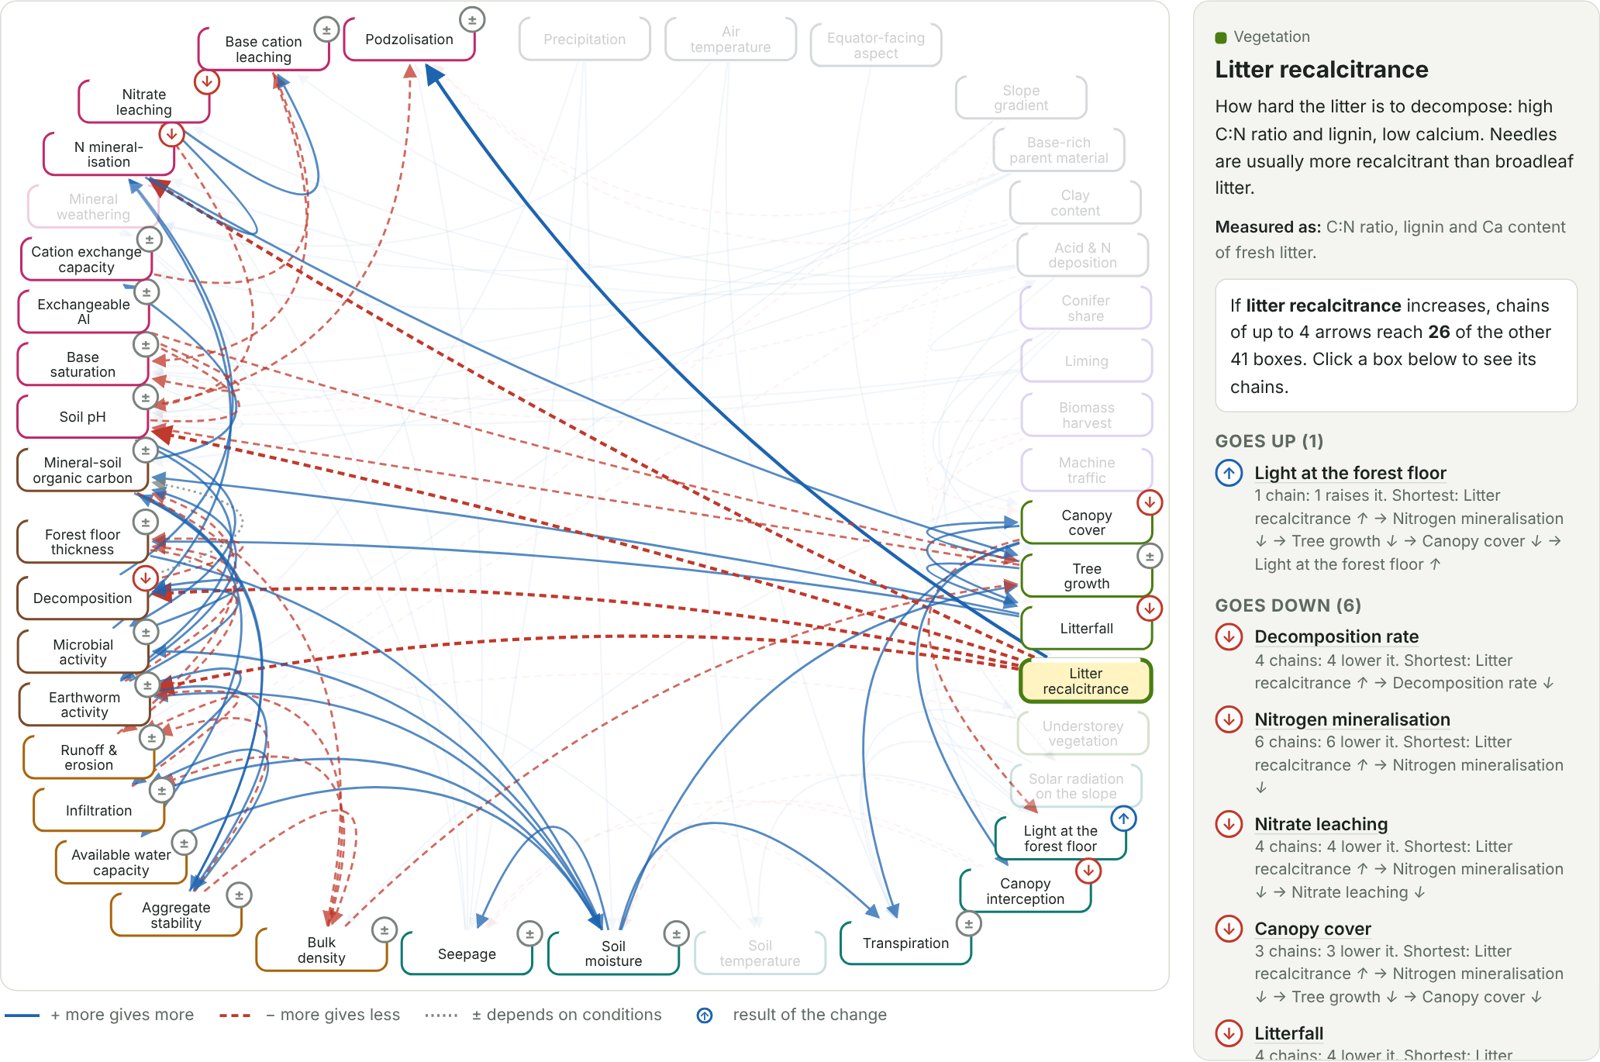 Base cation
leaching
±
Podzolisation
±
Precipitation
Air
temperature
Equator-facing
aspect
Nitrate
leaching
Slope
gradient
N mineral-
isation
Base-rich
parent material
Mineral
weathering
Clay
content
Cation exchange
capacity
±
Acid & N
deposition
Exchangeable
Al
±
Conifer
share
Base
saturation
±
Liming
Soil pH
±
Biomass
harvest
Mineral-soil
organic carbon
±
Machine
traffic
Forest floor
thickness
±
Canopy
cover
Decomposition
Tree
growth
±
Microbial
activity
±
Litterfall
Earthworm
activity
±
Litter
recalcitrance
Runoff &
erosion
±
Understorey
vegetation
Infiltration
±
Solar radiation
on the slope
Available water
capacity
±
Light at the
forest floor
Aggregate
stability
±
Canopy
interception
Bulk
density
±
Seepage
±
Soil
moisture
±
Soil
temperature
Transpiration
±
+ more gives more
− more gives less
± depends on conditions
result of the change
Vegetation
Litter recalcitrance
How hard the litter is to decompose: high
C:N ratio and lignin, low calcium. Needles
are usually more recalcitrant than broadleaf
litter.
Measured as: C:N ratio, lignin and Ca content
of fresh litter.
If litter recalcitrance increases, chains
of up to 4 arrows reach 26 of the other
41 boxes. Click a box below to see its
chains.
GOES UP (1)
Light at the forest floor
1 chain: 1 raises it. Shortest: Litter
recalcitrance ↑ → Nitrogen mineralisation
↓ → Tree growth ↓ → Canopy cover ↓ →
Light at the forest floor ↑
GOES DOWN (6)
Decomposition rate
4 chains: 4 lower it. Shortest: Litter
recalcitrance ↑ → Decomposition rate ↓
Nitrogen mineralisation
6 chains: 6 lower it. Shortest: Litter
recalcitrance ↑ → Nitrogen mineralisation
↓
Nitrate leaching
4 chains: 4 lower it. Shortest: Litter
recalcitrance ↑ → Nitrogen mineralisation
↓ → Nitrate leaching ↓
Canopy cover
3 chains: 3 lower it. Shortest: Litter
recalcitrance ↑ → Nitrogen mineralisation
↓ → Tree growth ↓ → Canopy cover ↓
Litterfall
4 chains: 4 lower it. Shortest: Litter